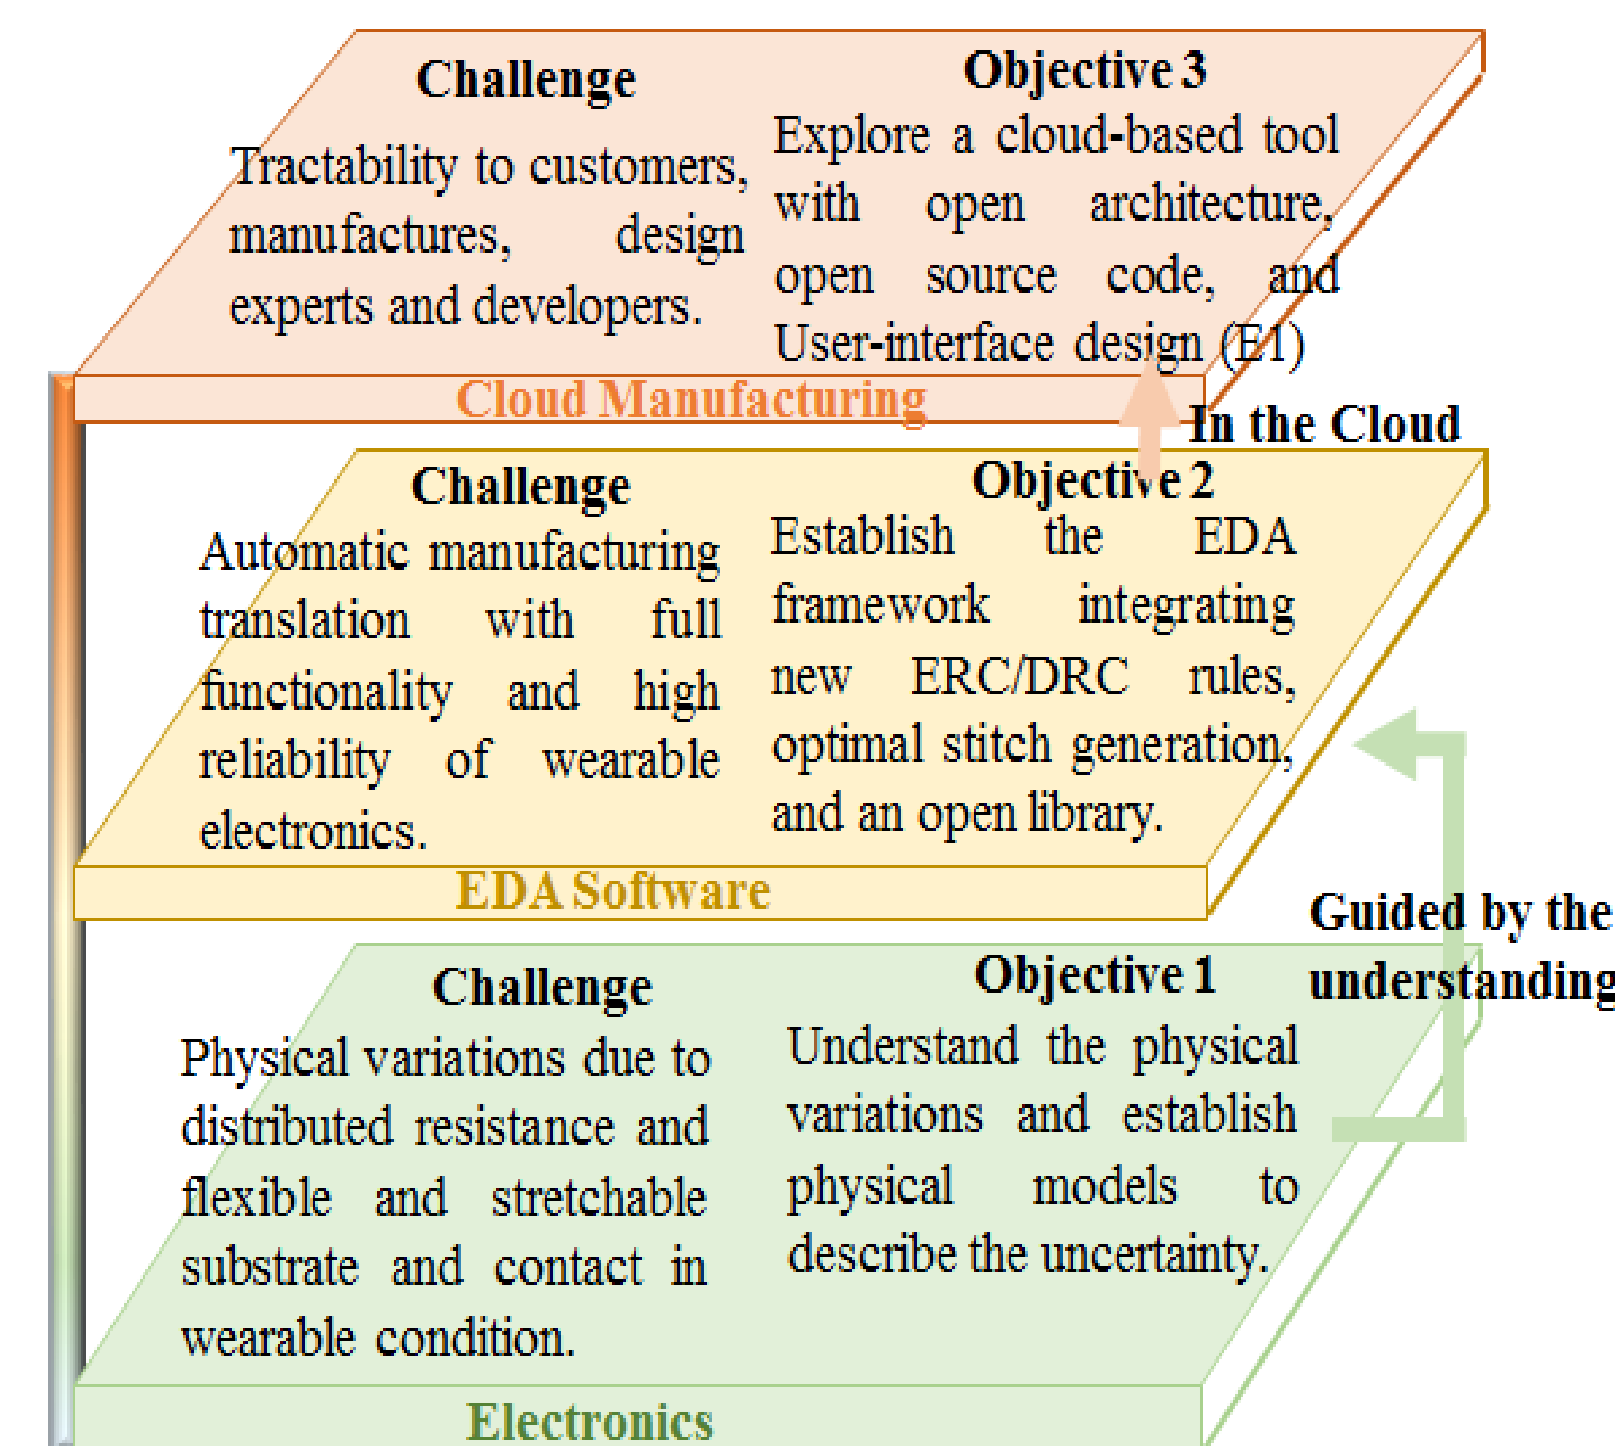 Challenge
Tractability to customers,
manufactures, design
experts and developers.
Objective 3
Explore a cloud-based tool
with open architecture,
open source code, and
User-interface design (E1)
Cloud Manufacturing
In the Cloud
Challenge
Automatic manufacturing
translation with full
functionality and high
reliability of wearable
electronics.
Objective 2
Establish the EDA
framework integrating
new ERC/DRC rules,
optimal stitch generation,
and an open library.
EDA Software
Guided by the
understanding
Challenge
Physical variations due to
distributed resistance and
flexible and stretchable
substrate and contact in
wearable condition.
Objective 1
Understand the physical
variations and establish
physical models to
describe the uncertainty.
Electronics